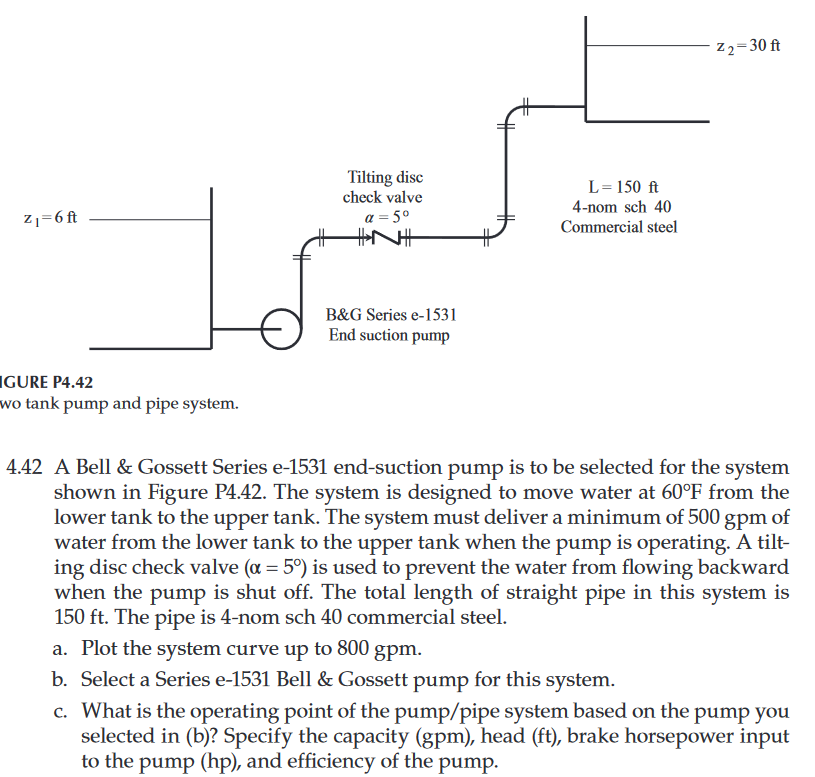 z2=30 ft
Tilting disc
check valve
α = 5°
L= 150 ft
4-nom sch 40
Commercial steel
z1=6 ft
B&G Series e-1531
End suction pump
IGURE P4.42
wo tank pump and pipe system.
4.42 A Bell & Gossett Series e-1531 end-suction pump is to be selected for the system
shown in Figure P4.42. The system is designed to move water at 60°F from the
lower tank to the upper tank. The system must deliver a minimum of 500 gpm of
water from the lower tank to the upper tank when the pump is operating. A tilt-
ing disc check valve (α = 5°) is used to prevent the water from flowing backward
when the pump is shut off. The total length of straight pipe in this system is
150 ft. The pipe is 4-nom sch 40 commercial steel.
a. Plot the system curve up to 800 gpm.
b. Select a Series e-1531 Bell & Gossett pump for this system.
c. What is the operating point of the pump/pipe system based on the pump you
selected in (b)? Specify the capacity (gpm), head (ft), brake horsepower input
to the pump (hp), and efficiency of the pump.